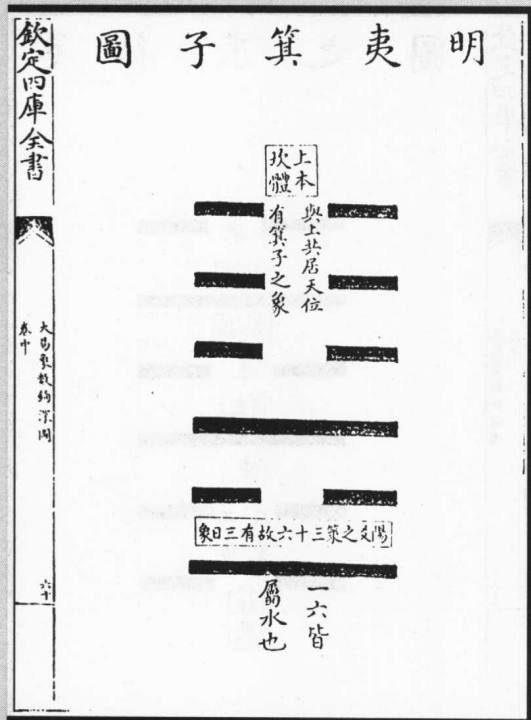 明夷箕子圖
上本
坎體
與上共居天位
有箕子之象
陽爻之策三十六故有三日象
一六皆
屬水也
欽定四庫全書
大易象數鉤深圖
卷中
六十